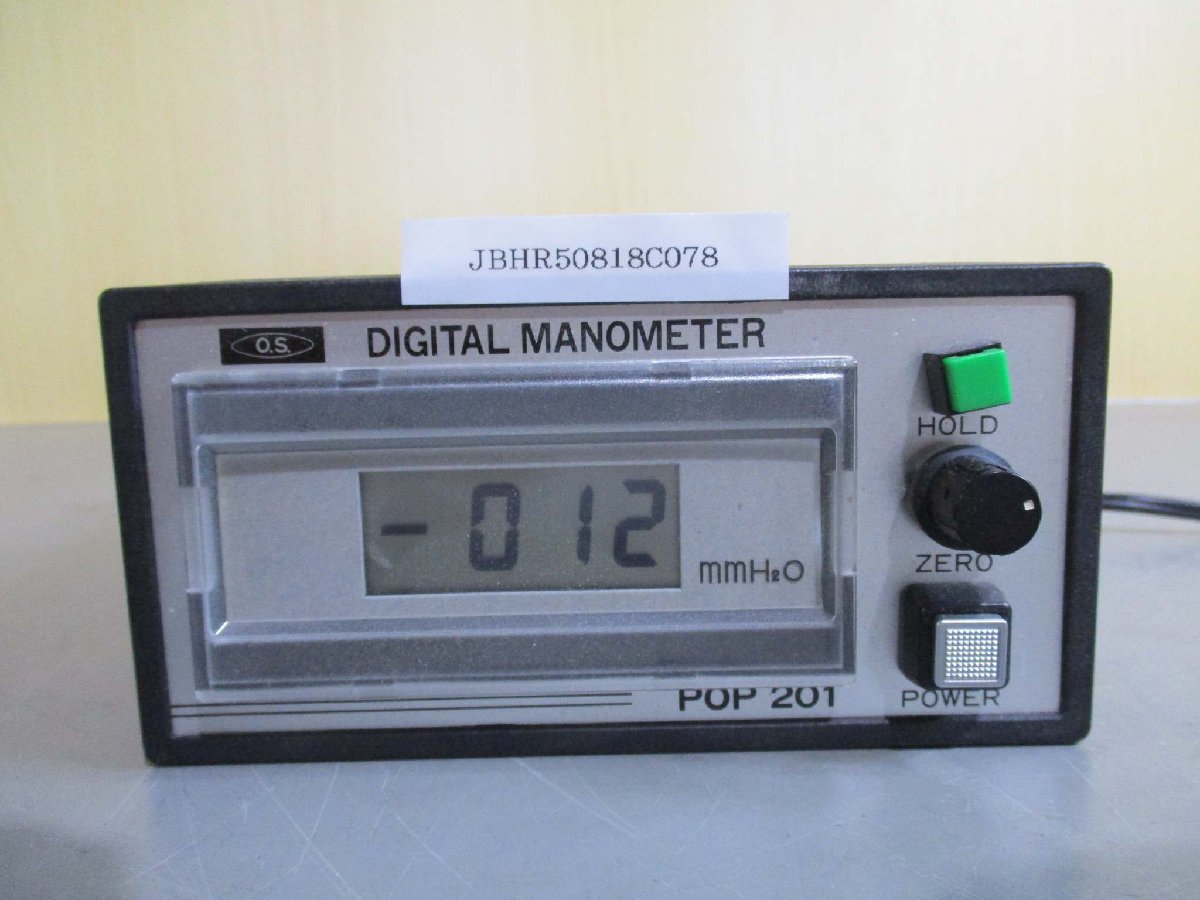 JBHR50818C078
O.S. DIGITAL MANOMETER
HOLD
-012 mmH₂O
ZERO
POP 201
POWER